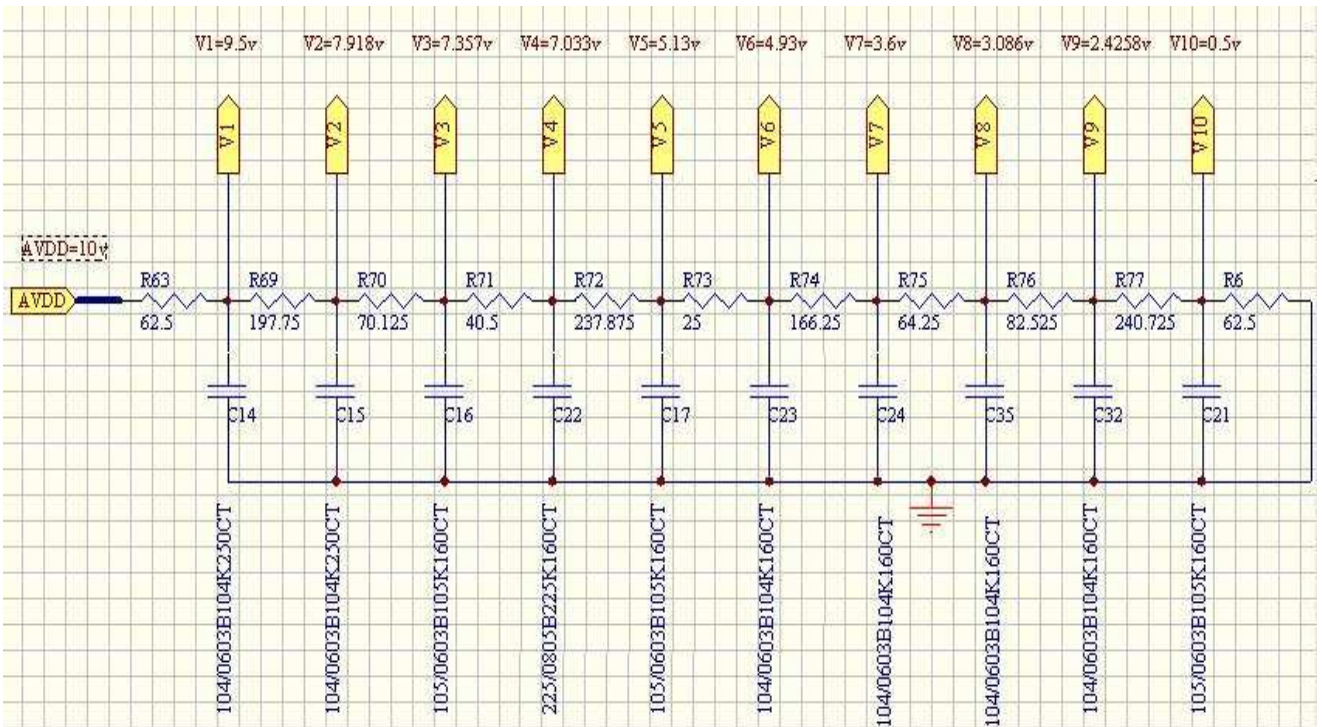 V1=9.5v V2=7.918v V3=7.357v V4=7.033v V5=5.13v V6=4.93v V7=3.6v V8=3.086v V9=2.4258v V10=0.5v
V1 V2 V3 V4 V5 V6 V7 V8 V9 V10
AVDD=10v
R63 R69 R70 R71 R72 R73 R74 R75 R76 R77 R6
AVDD
62.5 197.75 70.125 40.5 237.875 25 166.25 64.25 82.525 240.725 62.5
C14 C15 C16 C22 C17 C23 C24 C35 C32 C21
104/0603B104K250CT
104/0603B104K250CT
105/0603B105K160CT
225/0805B225K160CT
105/0603B105K160CT
104/0603B104K160CT
104/0603B104K160CT
104/0603B104K160CT
104/0603B104K160CT
105/0603B105K160CT